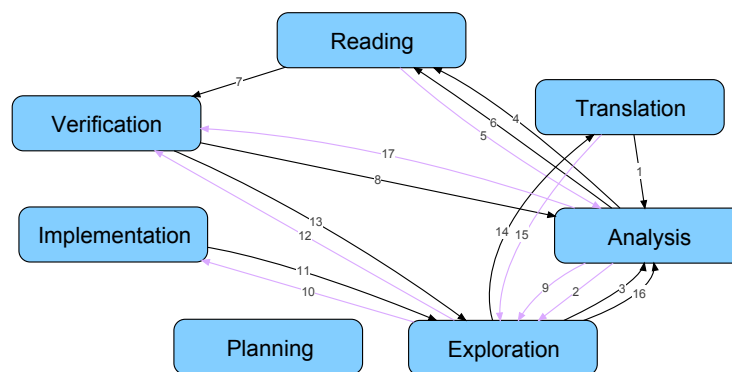 Reading
7
Translation
Verification
6
4
5
17
1
8
Implementation
13
12
14
15
Analysis
11
10
9
2
3
16
Planning
Exploration